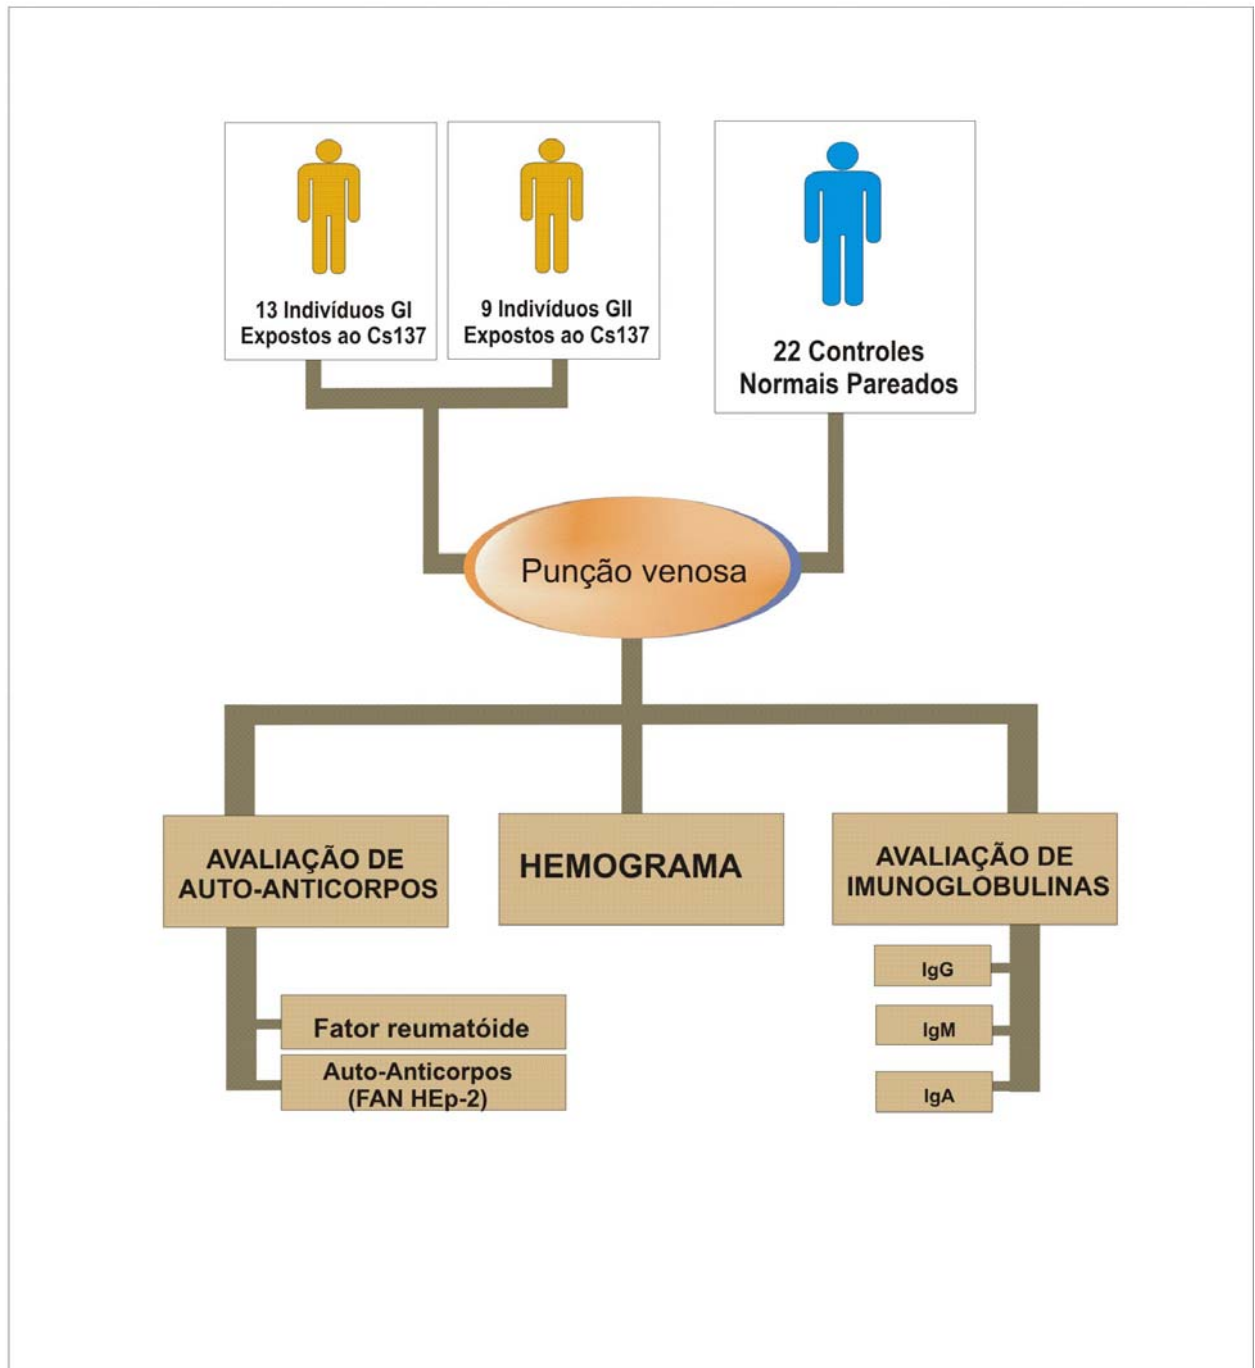 13 Indivíduos GI
Expostos ao Cs137
9 Indivíduos GII
Expostos ao Cs137
22 Controles
Normais Pareados
Punção venosa
AVALIAÇÃO DE
AUTO-ANTICORPOS
HEMOGRAMA
AVALIAÇÃO DE
IMUNOGLOBULINAS
Fator reumatóide
Auto-Anticorpos
(FAN HEp-2)
IgG
IgM
IgA